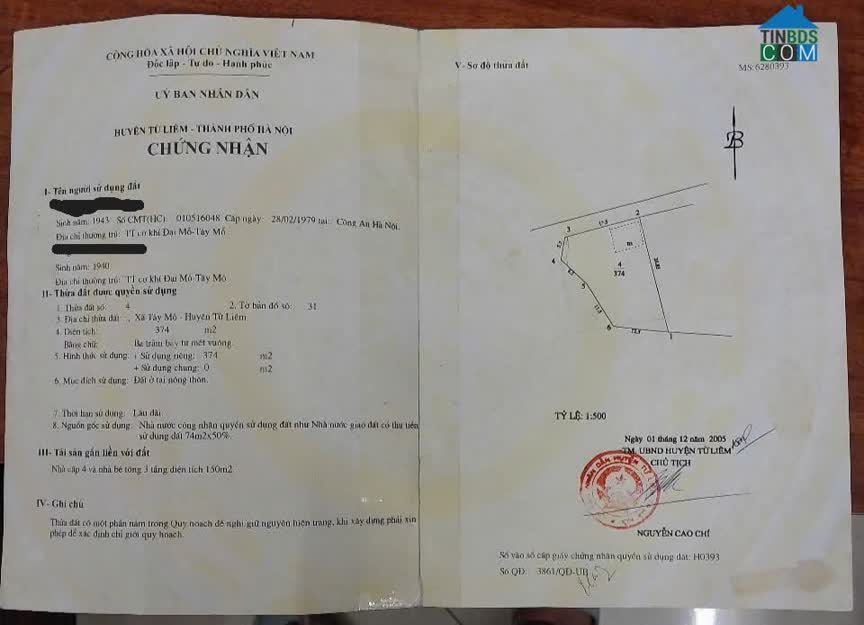 CỘNG HÒA XÃ HỘI CHỦ NGHĨA VIỆT NAM
Độc lập - Tự do - Hạnh phúc
UỶ BAN NHÂN DÂN
HUYỆN TỪ LIÊM - THÀNH PHỐ HÀ NỘI
CHỨNG NHẬN
I- Tên người sử dụng đất
Sinh năm: 1943 Số CMT(HC): 010516048 Cấp ngày: 28/02/1979 tại: Công An Hà Nội.
Địa chỉ thường trú: TT cơ khí Đại Mỗ-Tây Mỗ
Sinh năm: 1940
Địa chỉ thường trú: TT cơ khí Đại Mỗ-Tây Mỗ
II- Thửa đất được quyền sử dụng
1. Thửa đất số: 4 2. Tờ bản đồ số: 31
3. Địa chỉ thửa đất: , Xã Tây Mỗ - Huyện Từ Liêm
4. Diện tích: 374 m2
Bằng chữ: Ba trăm bảy tư mét vuông.
5. Hình thức sử dụng: + Sử dụng riêng: 374 m2
+ Sử dụng chung: 0 m2
6. Mục đích sử dụng: Đất ở tại nông thôn.
7. Thời hạn sử dụng: Lâu dài
8. Nguồn gốc sử dụng: Nhà nước công nhận quyền sử dụng đất như Nhà nước giao đất có thu tiền
sử dụng đất 74m2x50%.
III- Tài sản gắn liền với đất
Nhà cấp 4 và nhà bê tông 3 tầng diện tích 150m2
IV- Ghi chú
Thửa đất có một phần nằm trong Quy hoạch đề nghị giữ nguyên hiện trạng, khi xây dựng phải xin
phép để xác định chỉ giới quy hoạch.
TINBDS
COM
V- Sơ đồ thửa đất
MS:6280393
B
2
17.5
3
4
m
4
374
5
6
1
TỶ LỆ: 1:500
Ngày 01 tháng 12 năm 2005
TM. UBND HUYỆN TỪ LIÊM
CHỦ TỊCH
NGUYỄN CAO CHÍ
Số vào sổ cấp giấy chứng nhận quyền sử dụng đất: H0393
Số QĐ: 3861/QĐ-UB